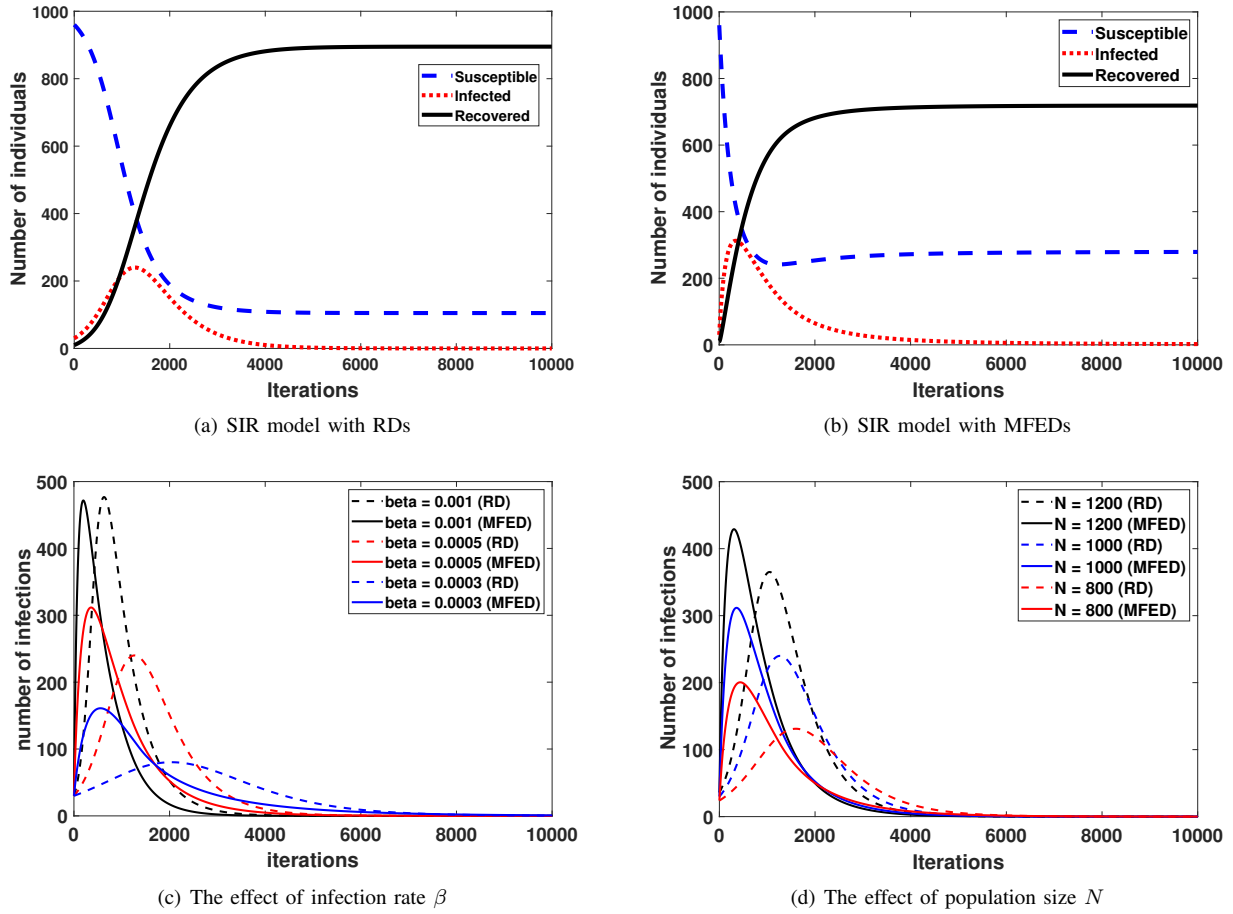 1000
800
600
400
200
0
Number of individuals
Susceptible
Infected
Recovered
0 2000 4000 6000 8000 10000
Iterations
(a) SIR model with RDs
1000
900
800
700
600
500
400
300
200
100
0
Number of individuals
Susceptible
Infected
Recovered
0 2000 4000 6000 8000 10000
Iterations
(b) SIR model with MFEDs
500
400
300
200
100
0
number of infections
beta = 0.001 (RD)
beta = 0.001 (MFED)
beta = 0.0005 (RD)
beta = 0.0005 (MFED)
beta = 0.0003 (RD)
beta = 0.0003 (MFED)
0 2000 4000 6000 8000 10000
iterations
(c) The effect of infection rate β
500
400
300
200
100
0
Number of infections
N = 1200 (RD)
N = 1200 (MFED)
N = 1000 (RD)
N = 1000 (MFED)
N = 800 (RD)
N = 800 (MFED)
0 2000 4000 6000 8000 10000
Iterations
(d) The effect of population size N